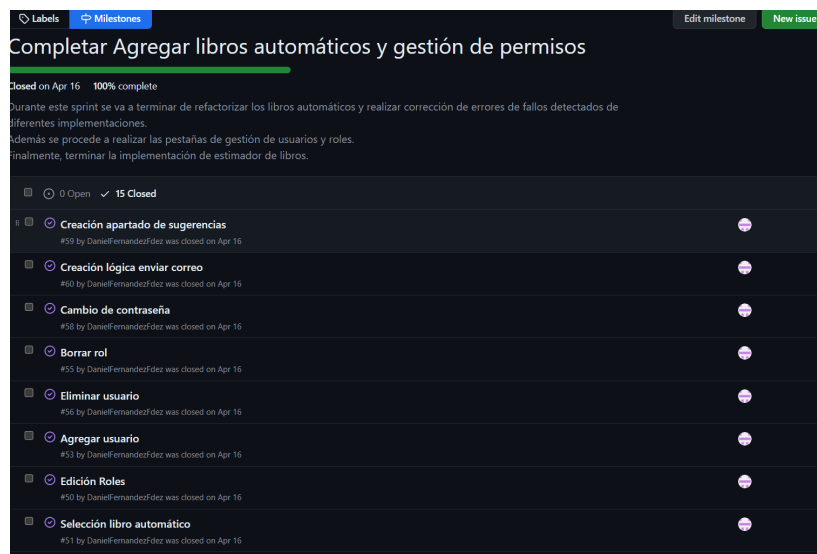 Labels Milestones Edit milestone New issue
Completar Agregar libros automáticos y gestión de permisos
Closed on Apr 16 100% complete
Durante este sprint se va a terminar de refactorizar los libros automáticos y realizar corrección de errores de fallos detectados de
diferentes implementaciones.
Además se procede a realizar las pestañas de gestión de usuarios y roles.
Finalmente, terminar la implementación de estimador de libros.
0 Open 15 Closed
Creación apartado de sugerencias
#59 by DanielFernandezFdez was closed on Apr 16
Creación lógica enviar correo
#60 by DanielFernandezFdez was closed on Apr 16
Cambio de contraseña
#58 by DanielFernandezFdez was closed on Apr 16
Borrar rol
#55 by DanielFernandezFdez was closed on Apr 16
Eliminar usuario
#56 by DanielFernandezFdez was closed on Apr 16
Agregar usuario
#53 by DanielFernandezFdez was closed on Apr 16
Edición Roles
#50 by DanielFernandezFdez was closed on Apr 16
Selección libro automático
#51 by DanielFernandezFdez was closed on Apr 16